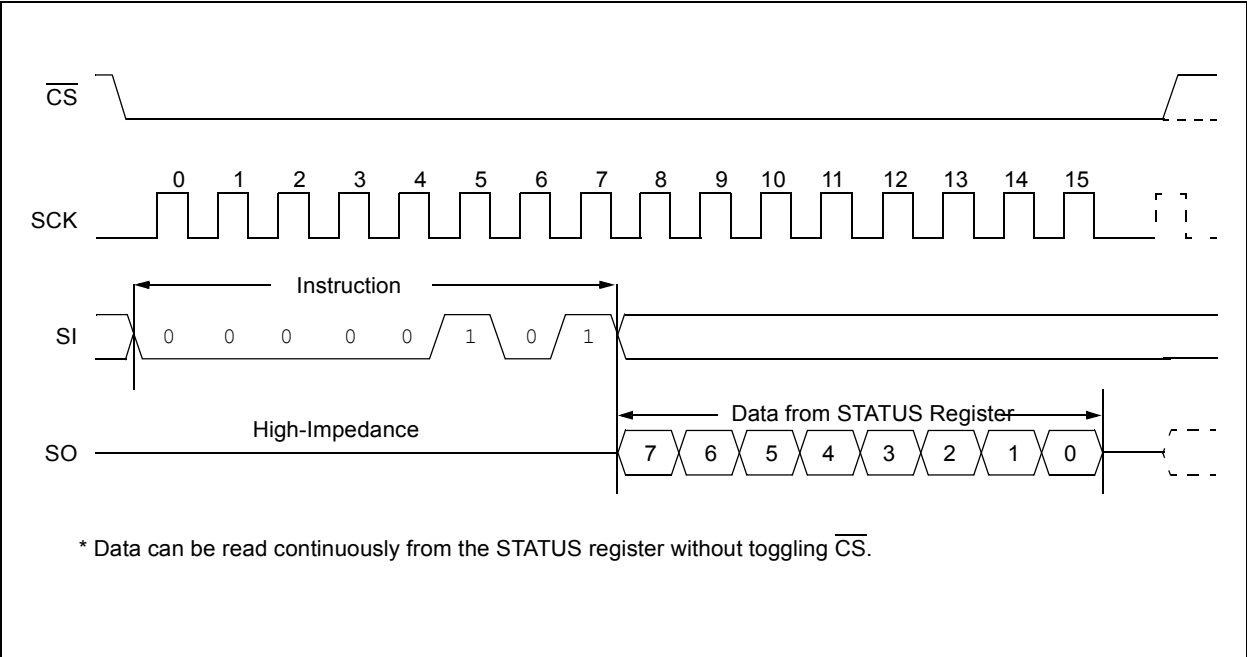 CS
0 1 2 3 4 5 6 7 8 9 10 11 12 13 14 15
SCK
Instruction
SI 0 0 0 0 0 1 0 1
Data from STATUS Register
High-Impedance
SO 7 6 5 4 3 2 1 0
* Data can be read continuously from the STATUS register without toggling CS.